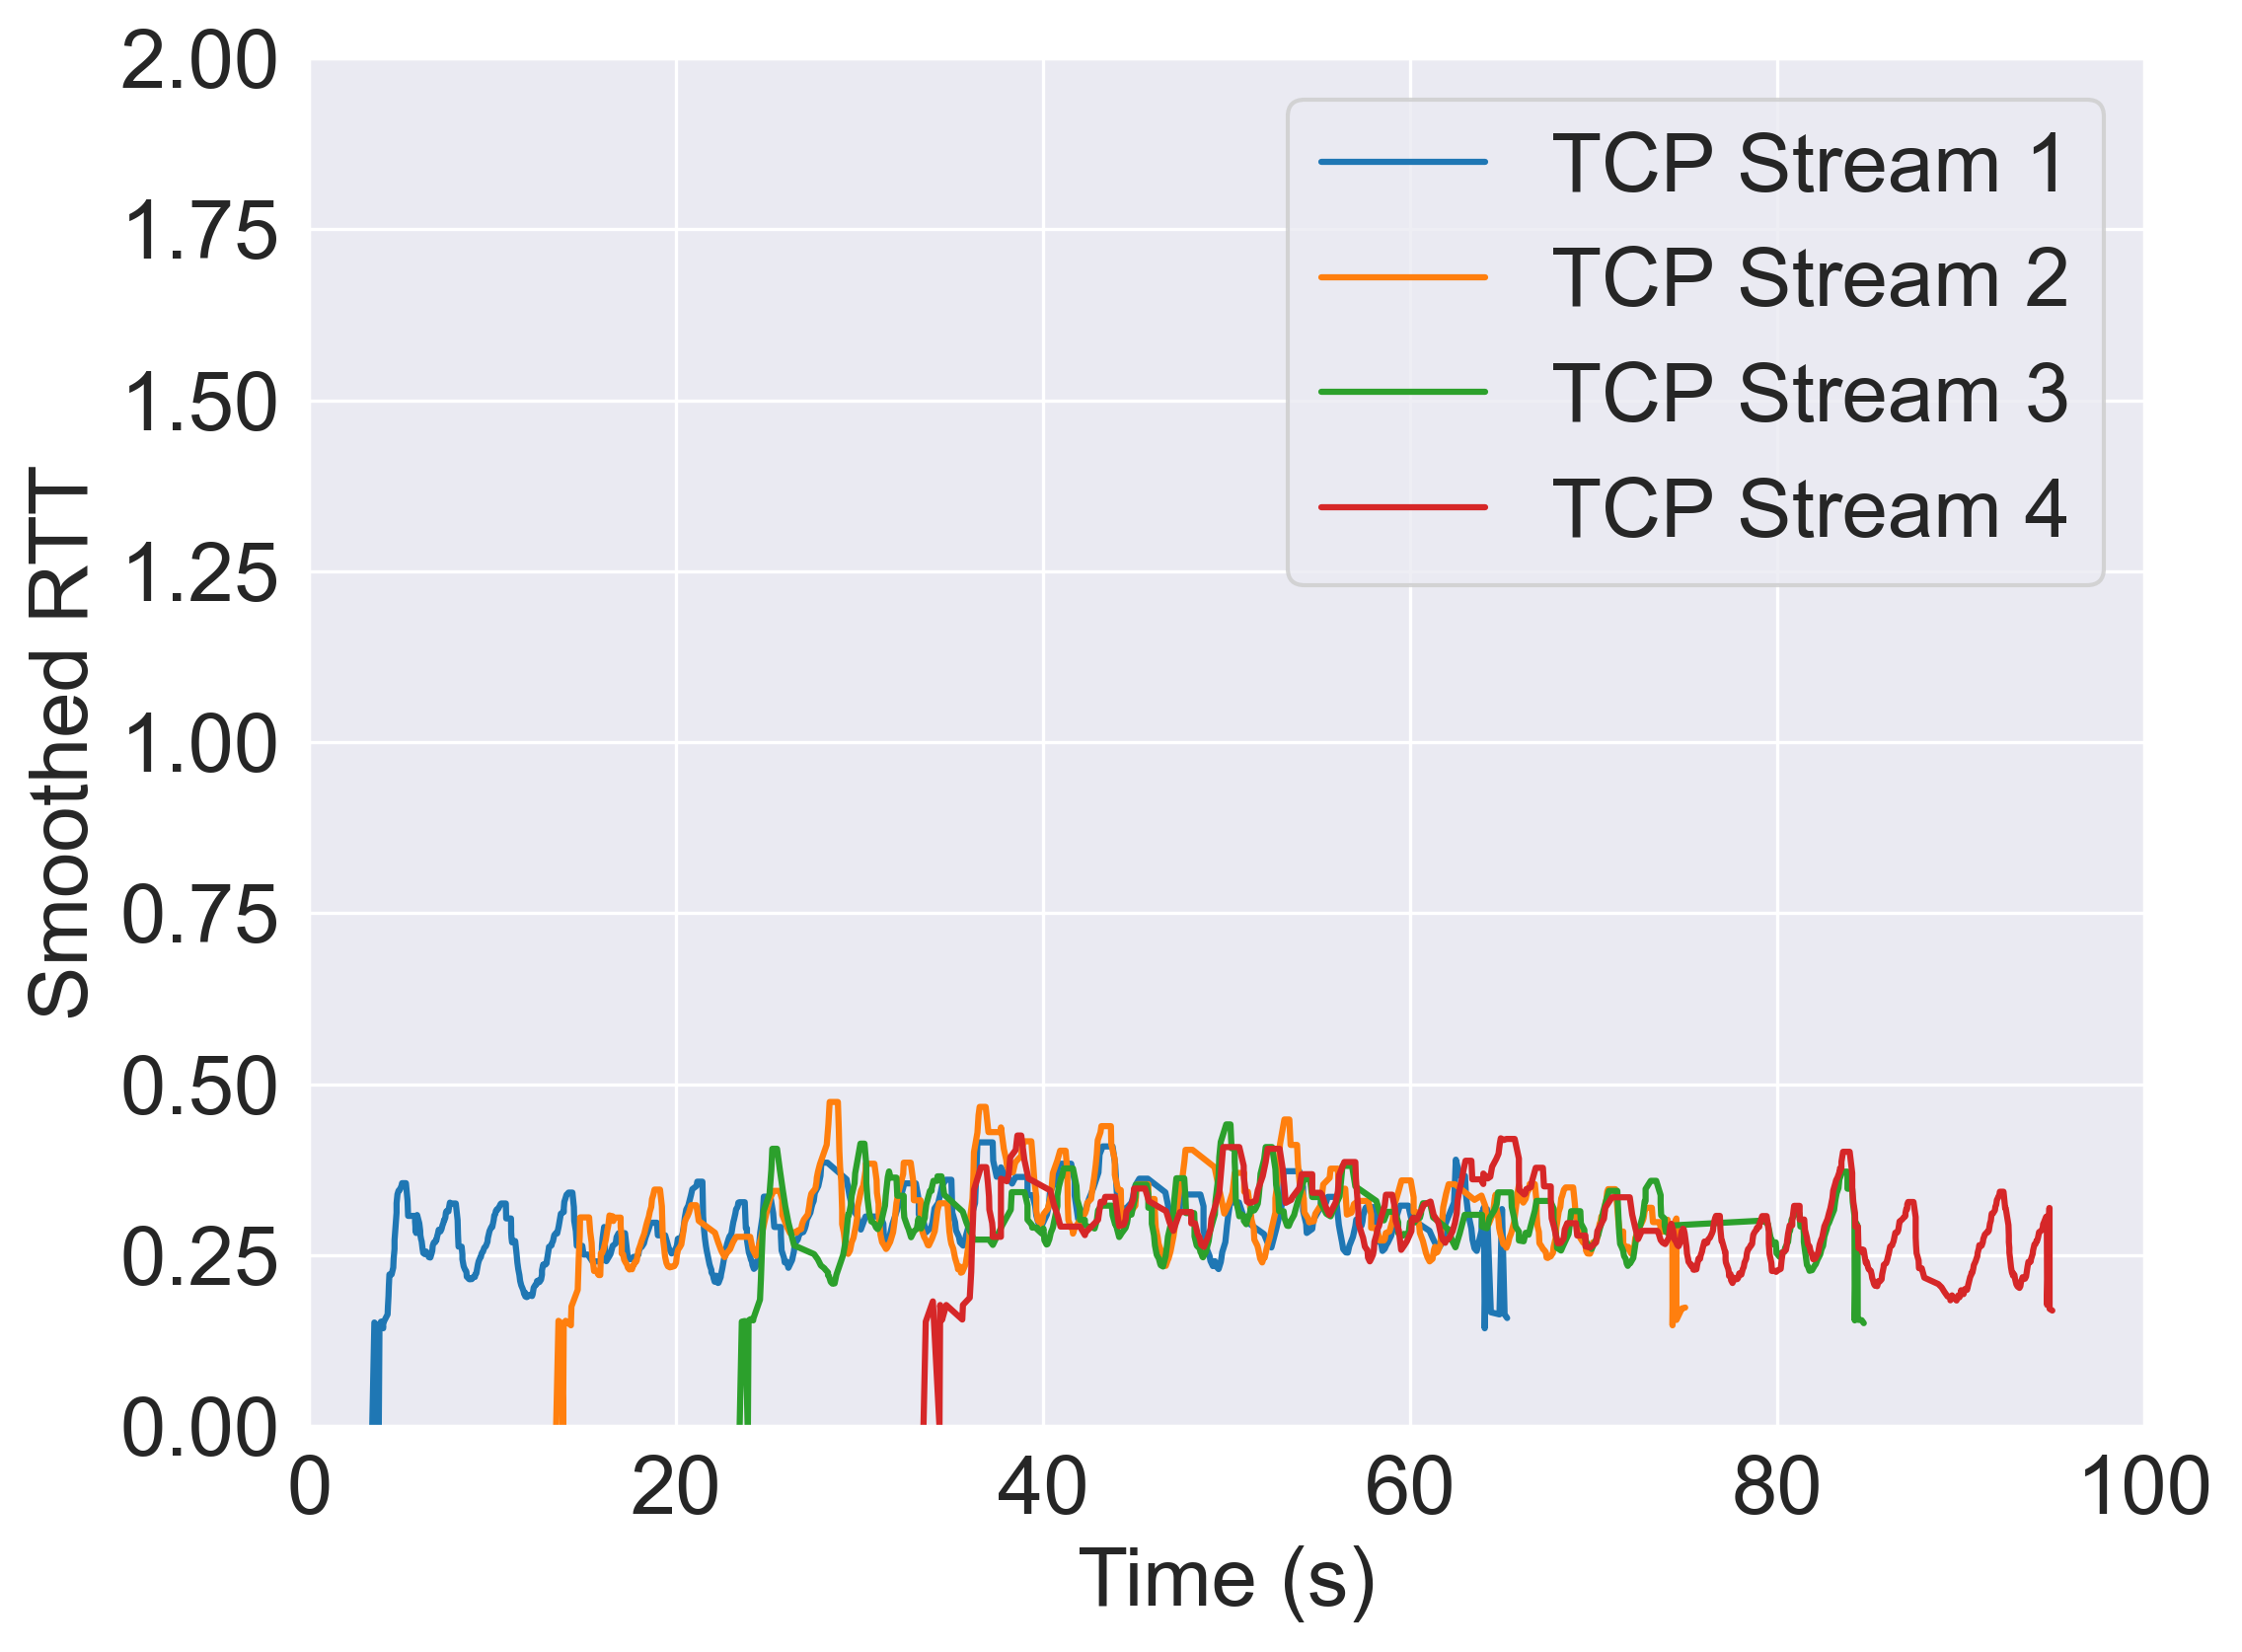 2.00
1.75
1.50
1.25
1.00
0.75
0.50
0.25
0.00
Smoothed RTT
TCP Stream 1
TCP Stream 2
TCP Stream 3
TCP Stream 4
0 20 40 60 80 100
Time (s)